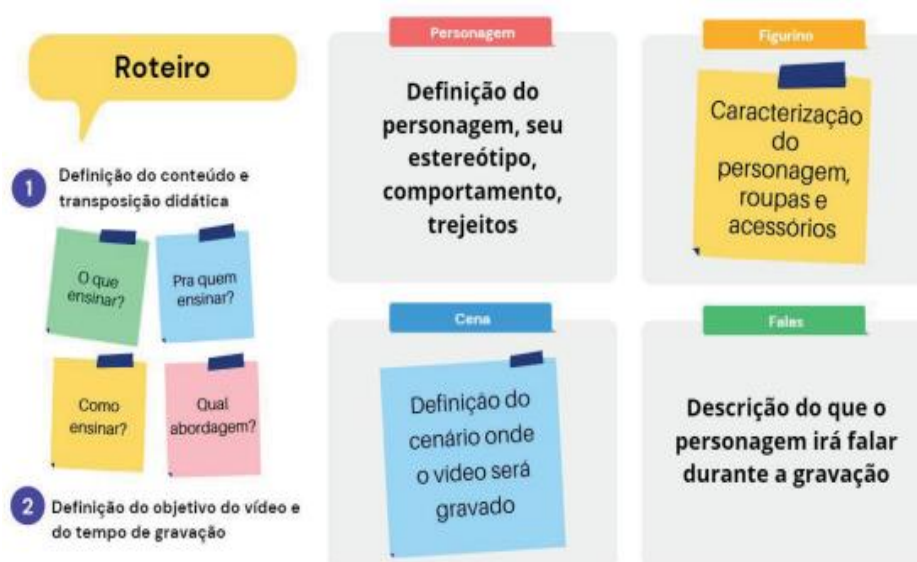 Roteiro
1
Definição do conteúdo e
transposição didática
O que
ensinar?
Pra quem
ensinar?
Como
ensinar?
Qual
abordagem?
2
Definição do objetivo do vídeo e
do tempo de gravação
Personagem
Definição do
personagem, seu
estereótipo,
comportamento,
trejeitos
Figurino
Caracterização
do
personagem,
roupas e
acessórios
Cena
Definição do
cenário onde
o vídeo será
gravado
Falas
Descrição do que o
personagem irá falar
durante a gravação